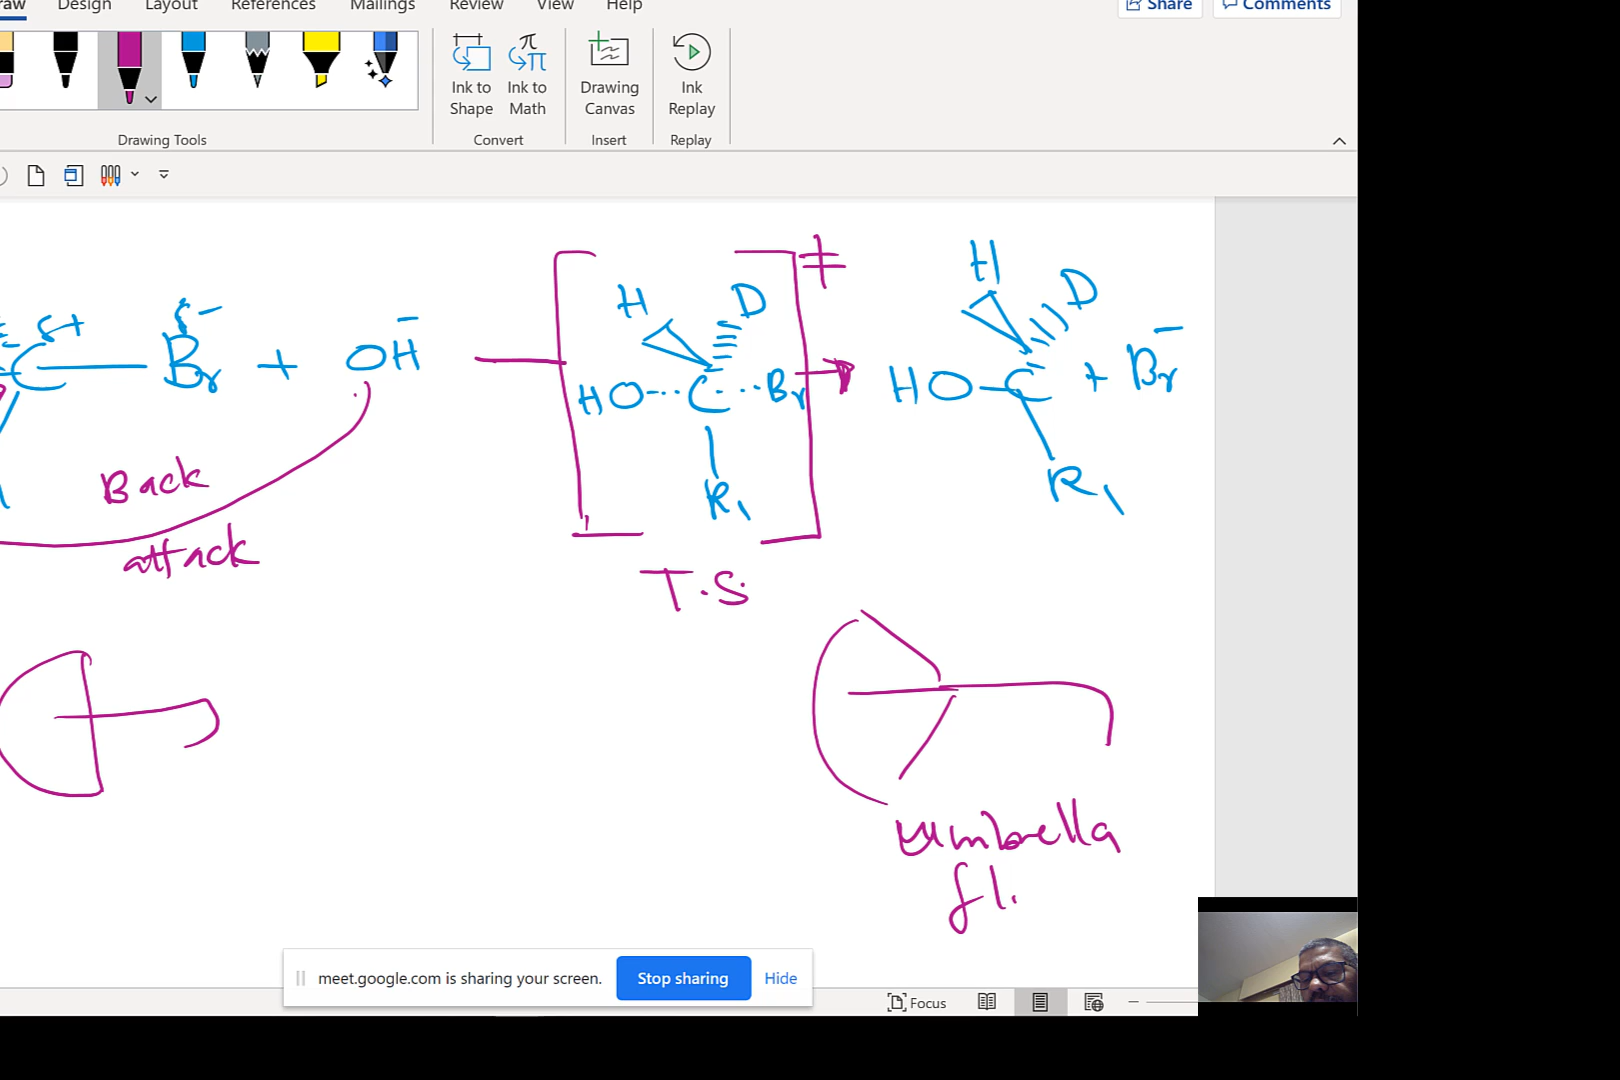 Design Layout References Mailings Review View Help
Share Comments
Ink to Shape
Ink to Math
Drawing Canvas
Ink Replay
Drawing Tools Convert Insert Replay
C δ+ — Br δ- + OH-
H D
HO---C---Br
R1
‡
H D
HO-C + Br-
R1
Back
attack
T.S
umbrella
fl.
meet.google.com is sharing your screen. Stop sharing Hide
Focus